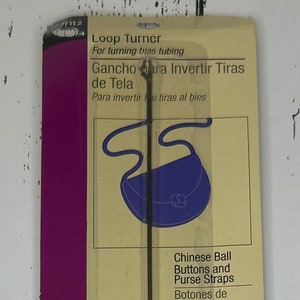 Loop Turner
For turning bias tubing
Gancho para Invertir Tiras
de Tela
Para invertir las tiras al bies
Chinese Ball
Buttons and
Purse Straps
Botones de